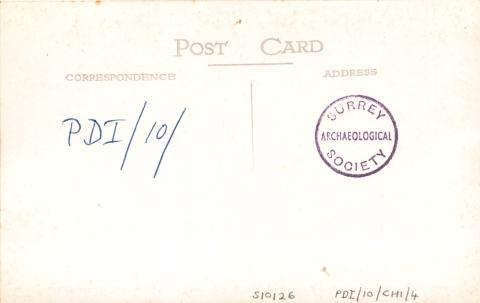 POST CARD
CORRESPONDENCE
ADDRESS
PDI/10/
SURREY
ARCHAEOLOGICAL
SOCIETY
S10126
PDI/10/CHI/4